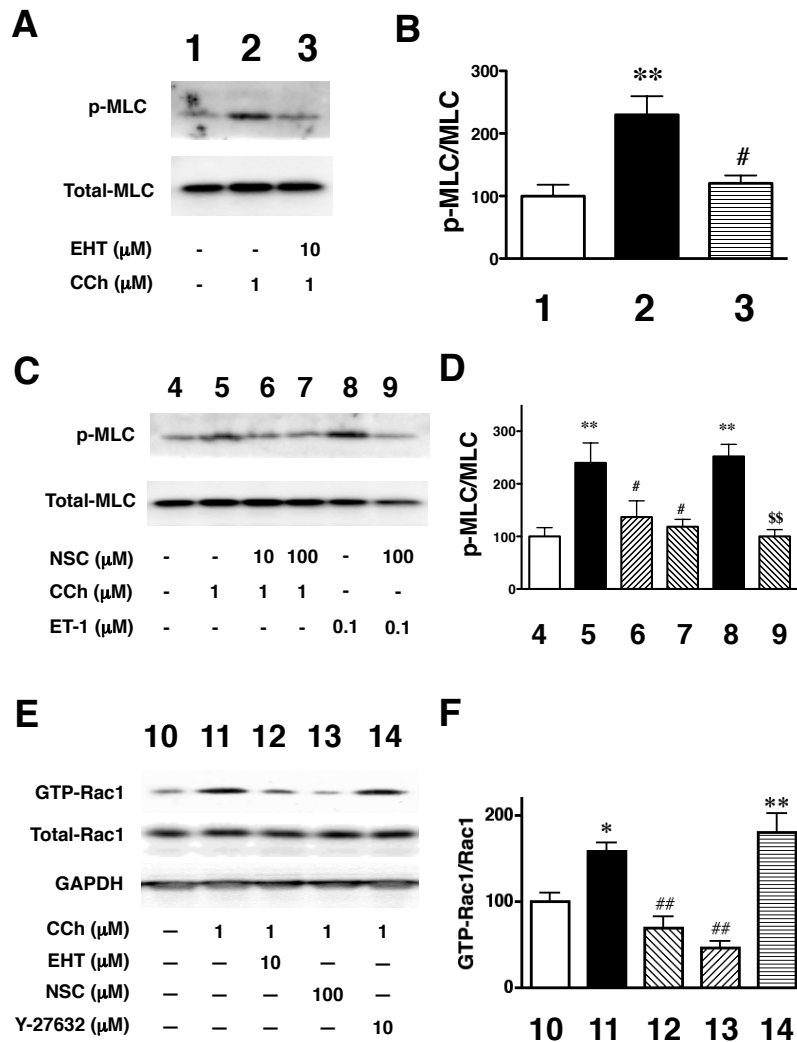 A
1 2 3
p-MLC
Total-MLC
EHT (μM) - - 10
CCh (μM) - 1 1
B
p-MLC/MLC
300
200
100
0
**
#
1 2 3
C
4 5 6 7 8 9
p-MLC
Total-MLC
NSC (μM) - - 10 100 - 100
CCh (μM) - 1 1 1 - -
ET-1 (μM) - - - - 0.1 0.1
D
p-MLC/MLC
300
200
100
0
**
#
#
**
$$
4 5 6 7 8 9
E
10 11 12 13 14
GTP-Rac1
Total-Rac1
GAPDH
CCh (μM) – 1 1 1 1
EHT (μM) – – 10 – –
NSC (μM) – – – 100 –
Y-27632 (μM) – – – – 10
F
GTP-Rac1/Rac1
200
100
0
*
##
##
**
10 11 12 13 14